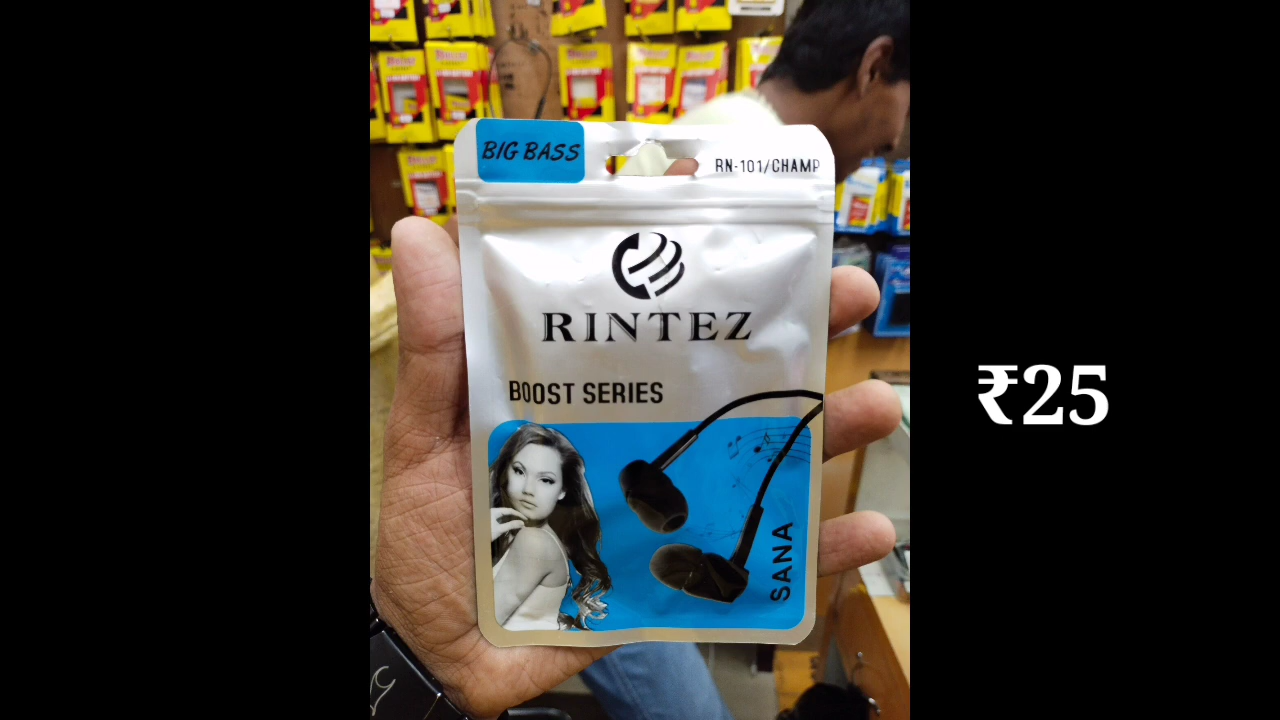 BIG BASS
RN-101/CHAMP
RINTEZ
BOOST SERIES
SANA
₹25